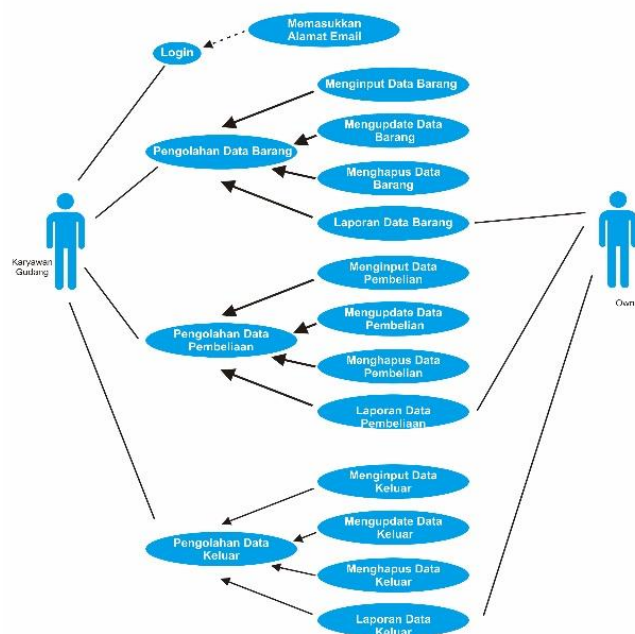 Memasukkan
Alamat Email
Login
Menginput Data Barang
Mengupdate Data
Barang
Pengolahan Data Barang
Menghapus Data
Barang
Laporan Data Barang
Karyawan
Gudang
Own
Menginput Data
Pembelian
Mengupdate Data
Pembelian
Pengolahan Data
Pembeliaan
Menghapus Data
Pembelian
Laporan Data
Pembeliaan
Menginput Data
Keluar
Mengupdate Data
Keluar
Pengolahan Data
Keluar
Menghapus Data
Keluar
Laporan Data
Keluar